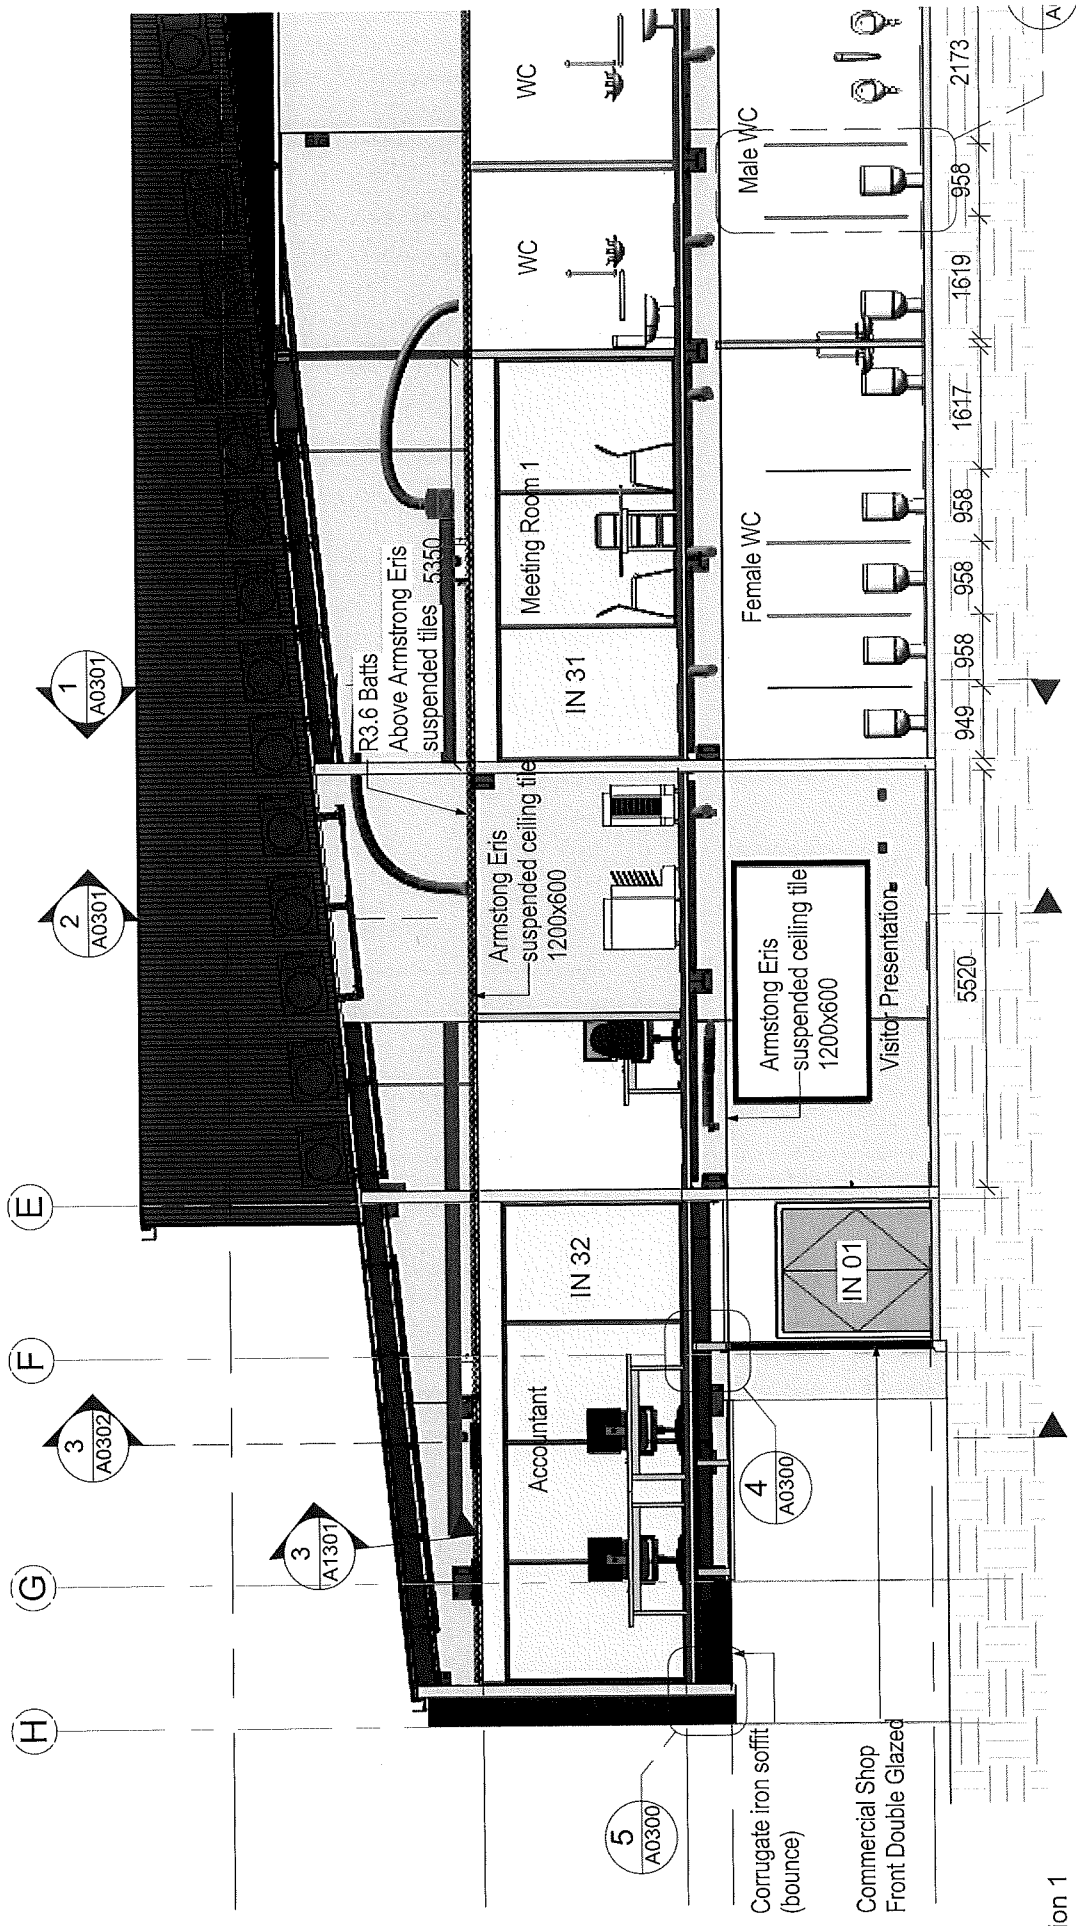 H
G
F
E
3
A0302
2
A0301
1
A0301
3
A1301
R3.6 Batts
Above Armstrong Eris
suspended tiles
5350
Armstong Eris
suspended ceiling tile
1200x600
Accountant
IN 32
IN 31
Meeting Room 1
WC
WC
5
A0300
4
A0300
Corrugate iron soffit
(bounce)
Commercial Shop
Front Double Glazed
IN 01
Armstong Eris
suspended ceiling tile
1200x600
Visitor Presentation
Female WC
Male WC
5520
949
958
958
958
1617
1619
958
2173
ion 1